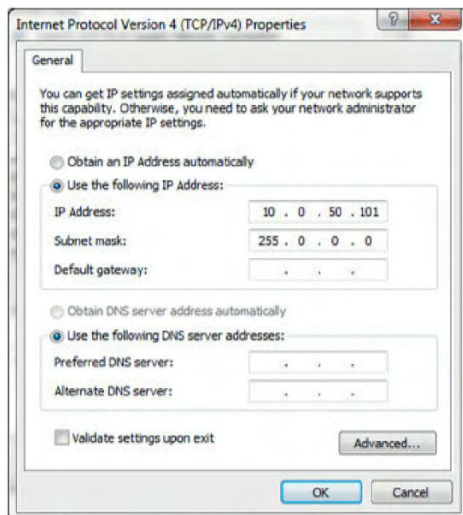 Internet Protocol Version 4 (TCP/IPv4) Properties
General
You can get IP settings assigned automatically if your network supports
this capability. Otherwise, you need to ask your network administrator
for the appropriate IP settings.
Obtain an IP Address automatically
Use the following IP Address:
IP Address: 10 . 0 . 50 . 101
Subnet mask: 255 . 0 . 0 . 0
Default gateway: . . .
Obtain DNS server address automatically
Use the following DNS server addresses:
Preferred DNS server: . . .
Alternate DNS server: . . .
Validate settings upon exit
Advanced...
OK Cancel